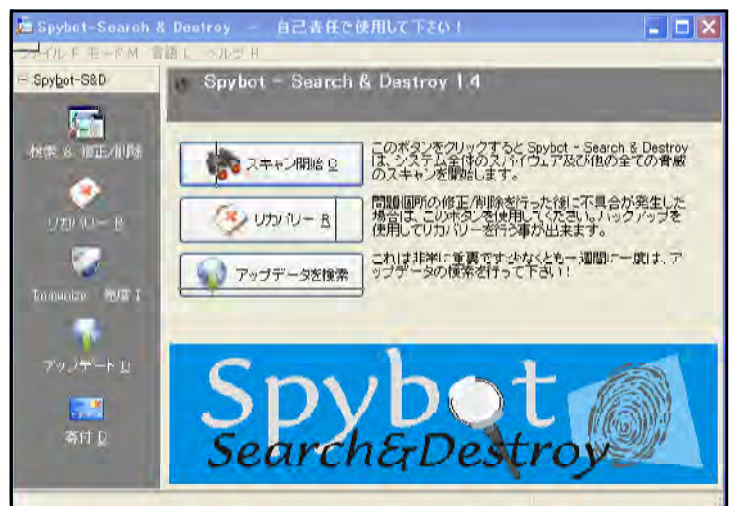 Spybot-Search & Destroy － 自己責任で使用して下さい！
ファイル F モード M 言語 L ヘルプ H
Spybot-S&D
Spybot - Search & Destroy 1.4
検索 & 修正/削除
リカバリー R
Immunize 免疫 I
アップデート U
寄付 D
スキャン開始 C
このボタンをクリックすると Spybot - Search & Destroy
は、システム全体のスパイウェア及び他の全ての脅威
のスキャンを開始します。
リカバリー R
問題個所の修正/削除を行った後に不具合が発生した
場合は、このボタンを使用してください。バックアップを
使用してリカバリーを行う事が出来ます。
アップデータを検索
これは非常に重要です:少なくとも一週間に一度は、ア
ップデータの検索を行って下さい！
Spybot
Search&Destroy